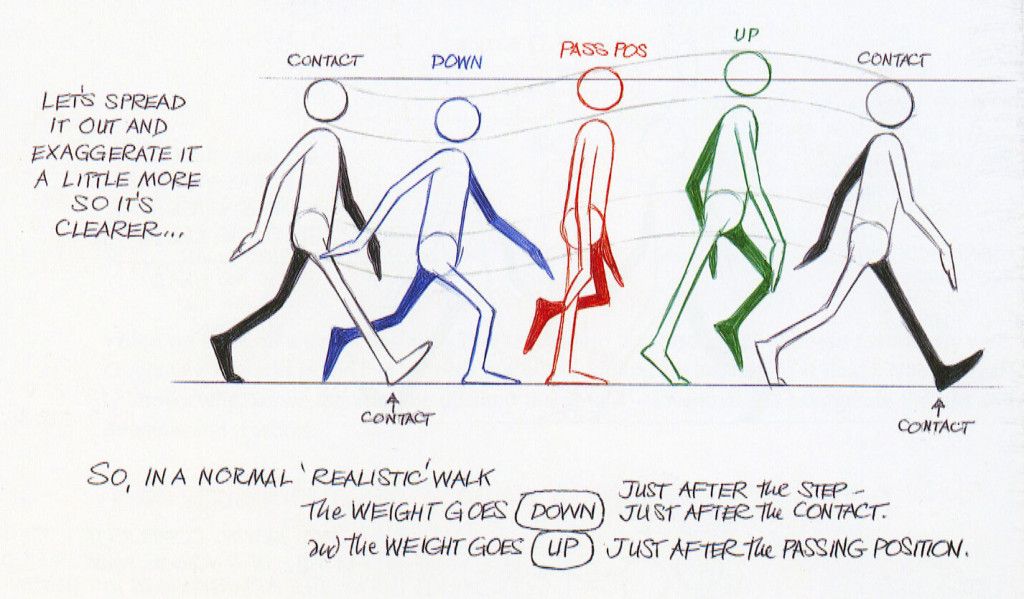 CONTACT
DOWN
PASS POS
UP
CONTACT
LET'S SPREAD
IT OUT AND
EXAGGERATE IT
A LITTLE MORE
SO IT'S
CLEARER...
CONTACT
CONTACT
SO, IN A NORMAL 'REALISTIC' WALK
The WEIGHT GOES DOWN JUST AFTER the STEP –
JUST AFTER the CONTACT.
and the WEIGHT GOES UP JUST AFTER the PASSING POSITION.